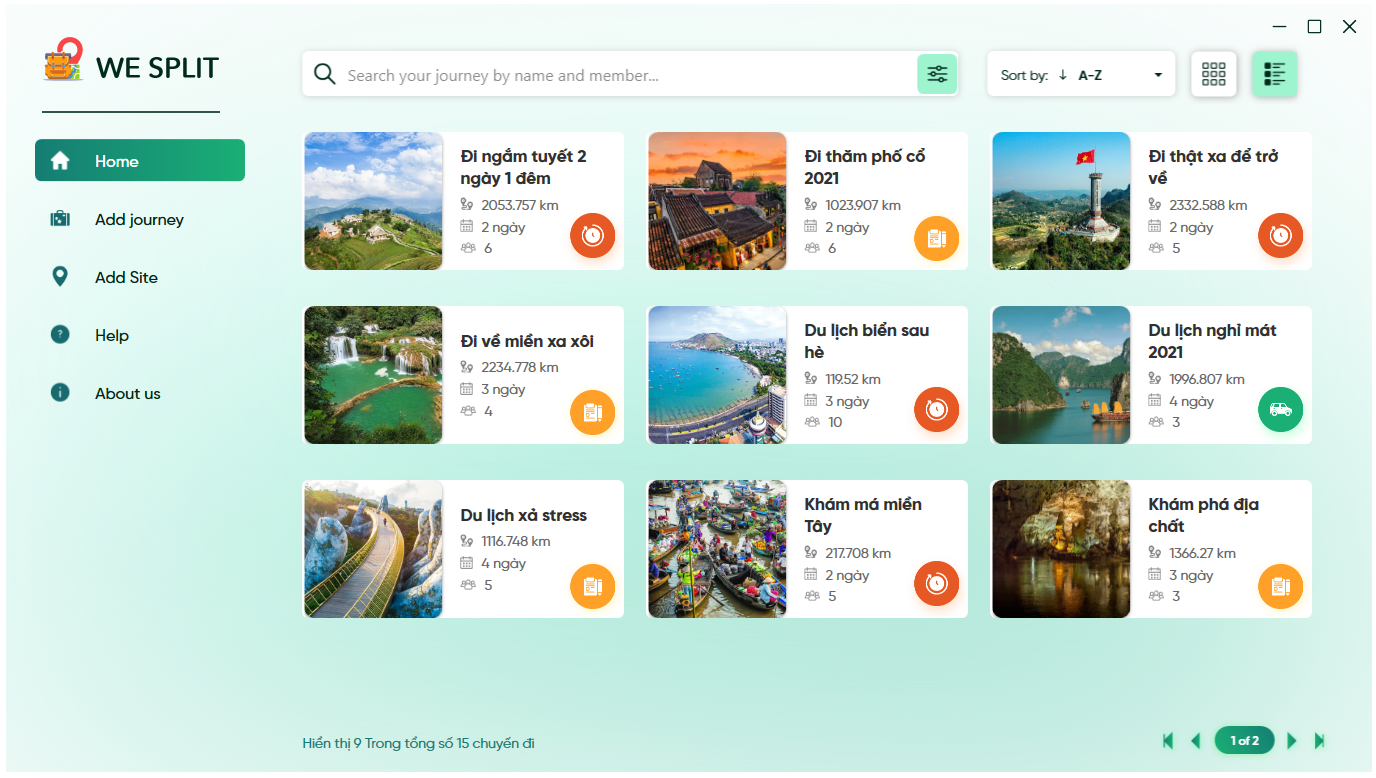 WE SPLIT
Search your journey by name and member...
Sort by: ↓ A-Z
Home
Add journey
Add Site
Help
About us
Đi ngắm tuyết 2
ngày 1 đêm
2053.757 km
2 ngày
6
Đi thăm phố cổ
2021
1023.907 km
2 ngày
6
Đi thật xa để trở
về
2332.588 km
2 ngày
5
Đi về miền xa xôi
2234.778 km
3 ngày
4
Du lịch biển sau
hè
119.52 km
3 ngày
10
Du lịch nghỉ mát
2021
1996.807 km
4 ngày
3
Du lịch xả stress
1116.748 km
4 ngày
5
Khám má miền
Tây
217.708 km
2 ngày
5
Khám phá địa
chất
1366.27 km
3 ngày
3
Hiển thị 9 Trong tổng số 15 chuyến đi
1 of 2